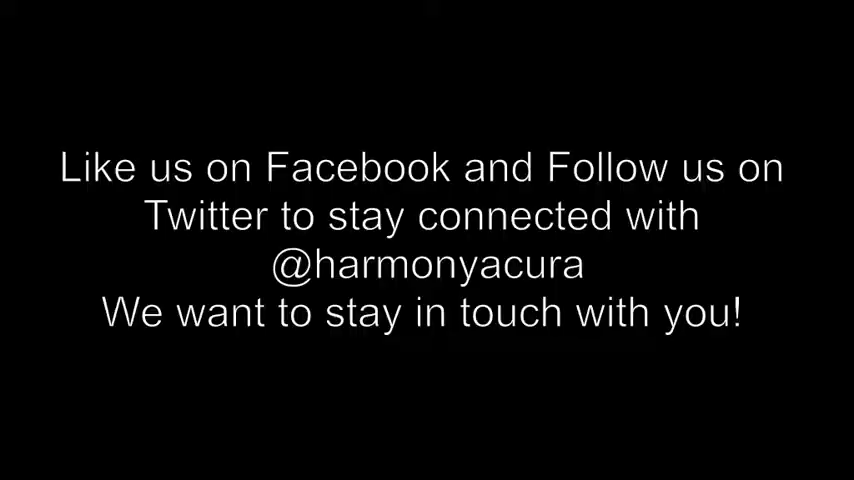 Like us on Facebook and Follow us on
Twitter to stay connected with
@harmonyacura
We want to stay in touch with you!